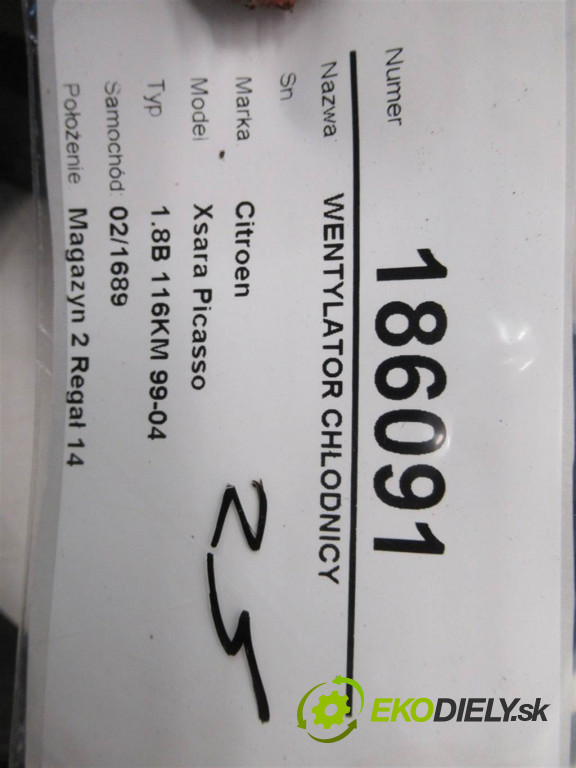 Numer 186091
Nazwa WENTYLATOR CHŁODNICY
Sn
Marka Citroen
Model Xsara Picasso
Typ 1.8B 116KM 99-04
Samochód: 02/1689
Położenie Magazyn 2 Regał 14
25
EKODIELY.sk